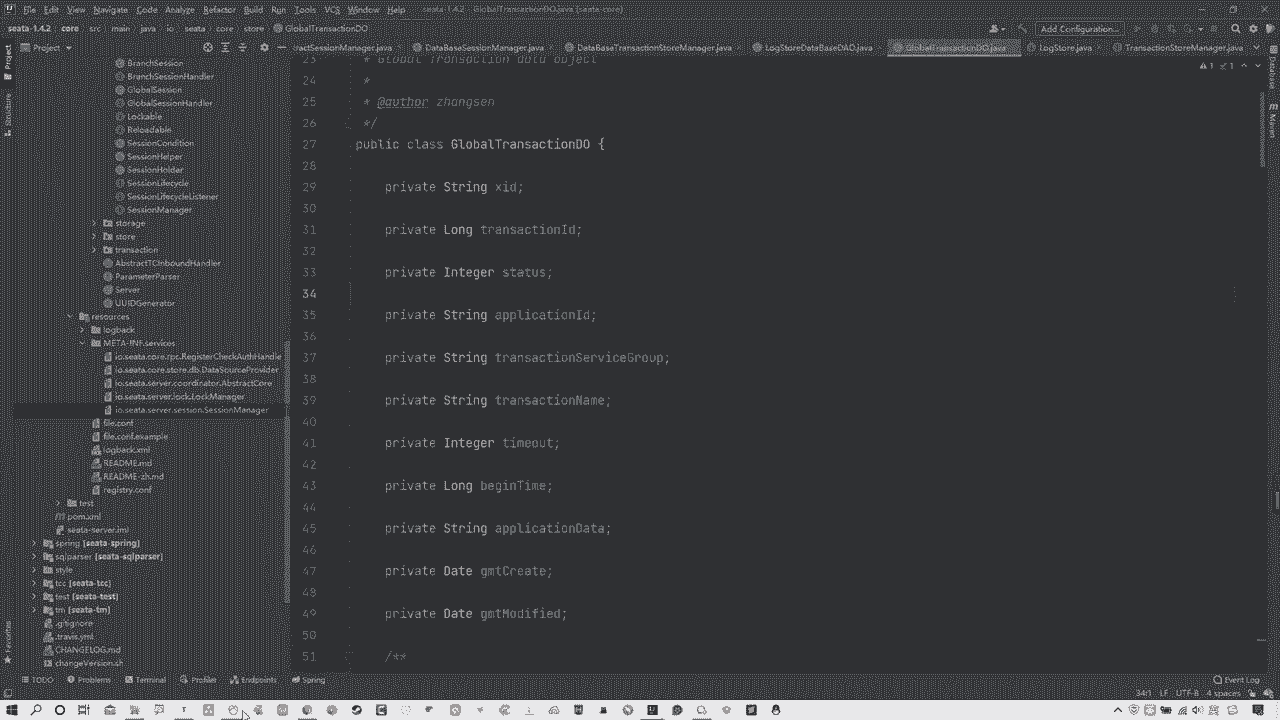 File Edit View Navigate Code Analyze Refactor Build Run Tools VCS Window Help seata-1.4.2 - GlobalTransactionDO.java [seata-core]
seata-1.4.2 core src main java io seata core store GlobalTransactionDO Add Configuration...
Project ractSessionManager.java DataBaseSessionManager.java DataBaseTransactionStoreManager.java LogStoreDataBaseDAO.java GlobalTransactionDO.java LogStore.java TransactionStoreManager.java
Project
Structure
Favorites
BranchSession
BranchSessionHandler
GlobalSession
GlobalSessionHandler
Lockable
Reloadable
SessionCondition
SessionHelper
SessionHolder
SessionLifecycle
SessionLifecycleListener
SessionManager
storage
store
transaction
AbstractTCInboundHandler
ParameterParser
Server
UUIDGenerator
resources
logback
META-INF.services
io.seata.core.rpc.RegisterCheckAuthHandle
io.seata.core.store.db.DataSourceProvider
io.seata.server.coordinator.AbstractCore
io.seata.server.lock.LockManager
io.seata.server.session.SessionManager
file.conf
file.conf.example
logback.xml
README.md
README-zh.md
registry.conf
test
pom.xml
seata-server.iml
spring [seata-spring]
sqlparser [seata-sqlparser]
style
tcc [seata-tcc]
test [seata-test]
tm [seata-tm]
.gitignore
.travis.yml
CHANGELOG.md
changeVersion.sh
23 * Global Transaction data object
24 *
25 * @author zhangsen
26 */
27 public class GlobalTransactionDO {
28
29 private String xid;
30
31 private Long transactionId;
32
33 private Integer status;
34
35 private String applicationId;
36
37 private String transactionServiceGroup;
38
39 private String transactionName;
40
41 private Integer timeout;
42
43 private Long beginTime;
44
45 private String applicationData;
46
47 private Date gmtCreate;
48
49 private Date gmtModified;
50
51 /**
1 1
Database
Maven
TODO Problems Terminal Profiler Endpoints Spring Event Log
34:1 LF UTF-8 4 spaces